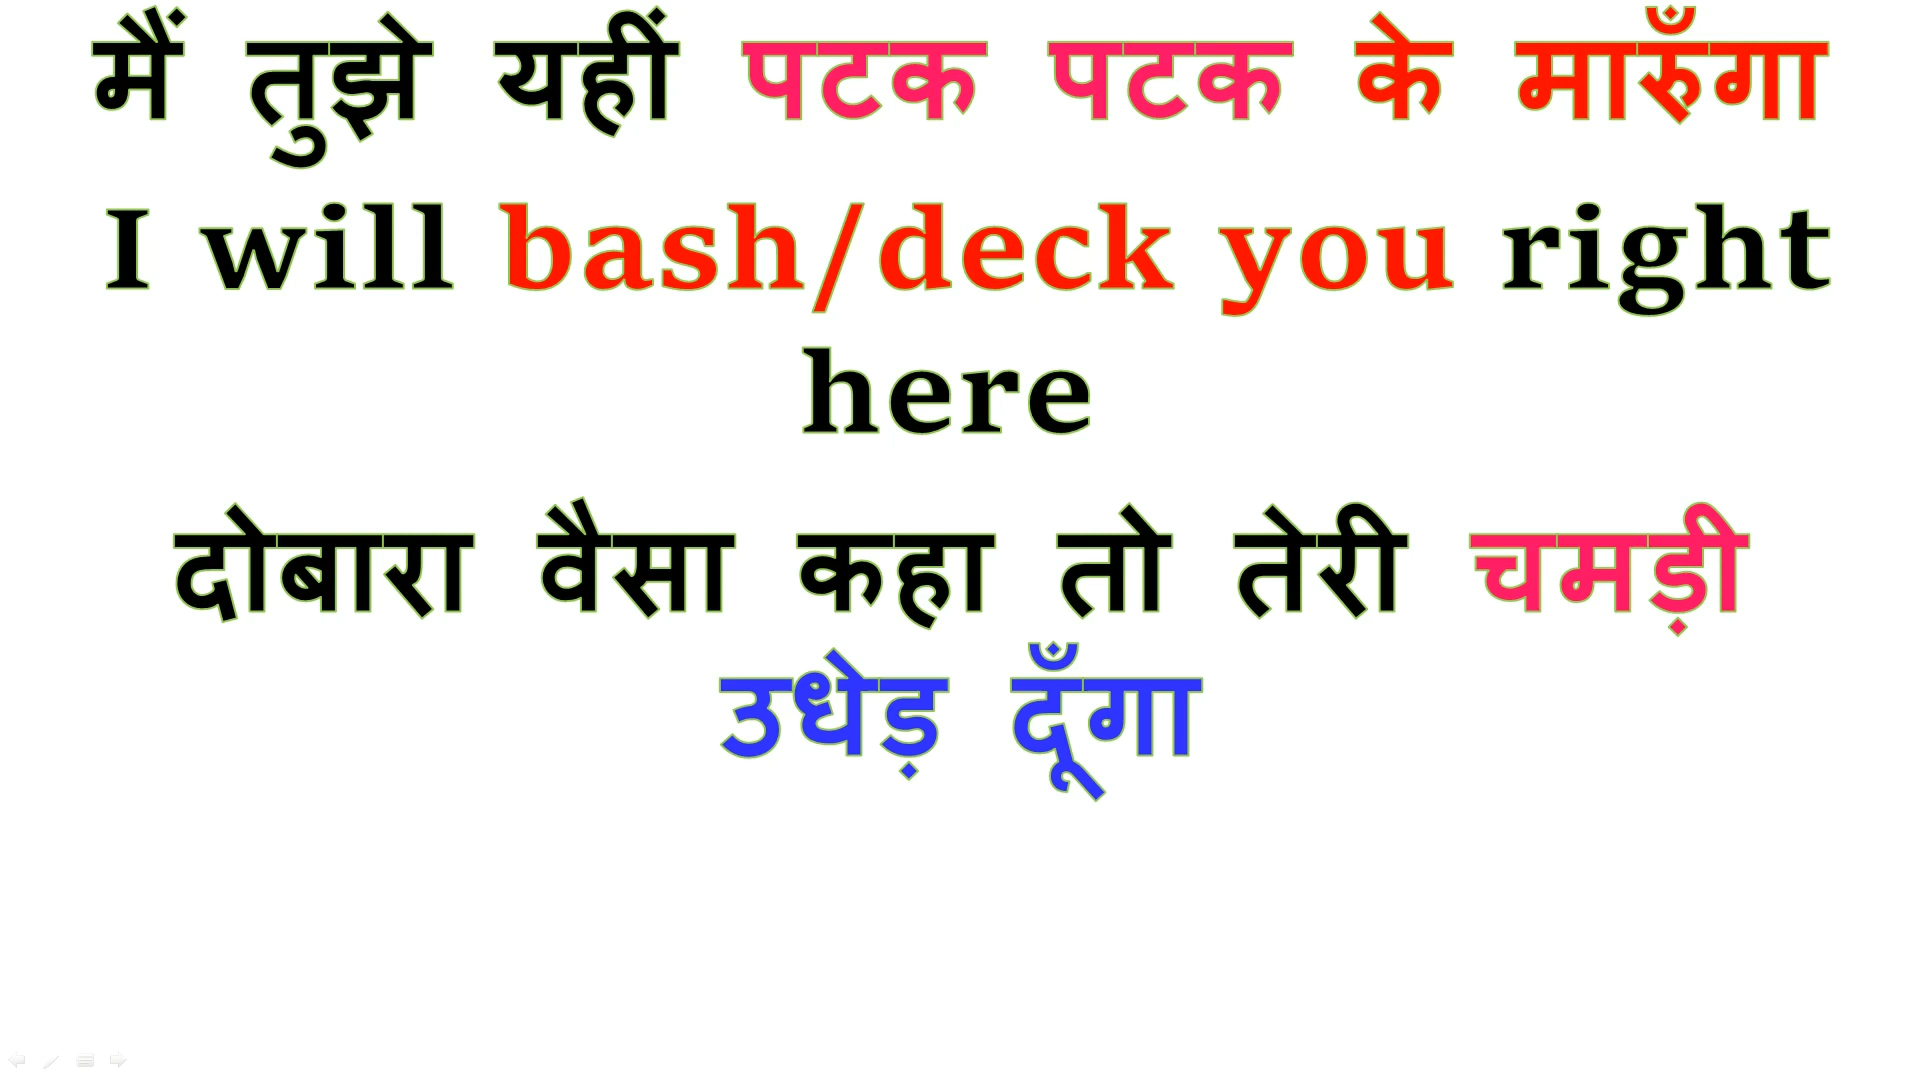 मैं तुझे यहीं पटक पटक के मारुँगा
I will bash/deck you right
here
दोबारा वैसा कहा तो तेरी चमड़ी
उधेड़ दूँगा